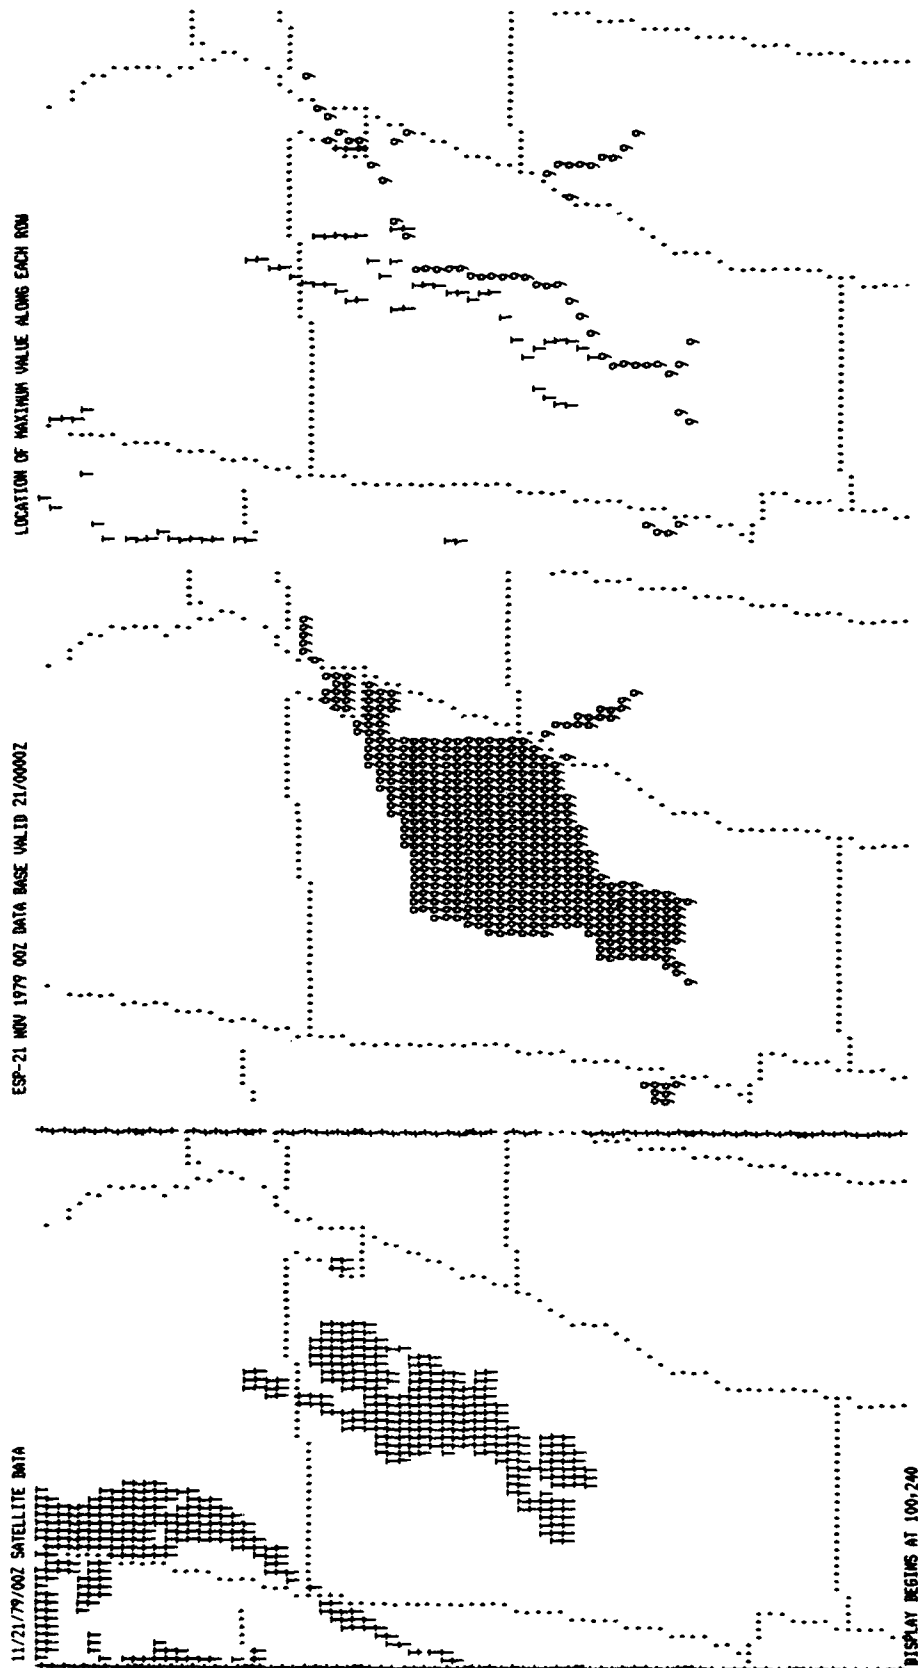 11/21/79/00Z SATELLITE DATA
ESP-21 NOV 1979 00Z DATA BASE VALID 21/0000Z
LOCATION OF MAXIMUM VALUE ALONG EACH ROW
DISPLAY BEGINS AT 100,240